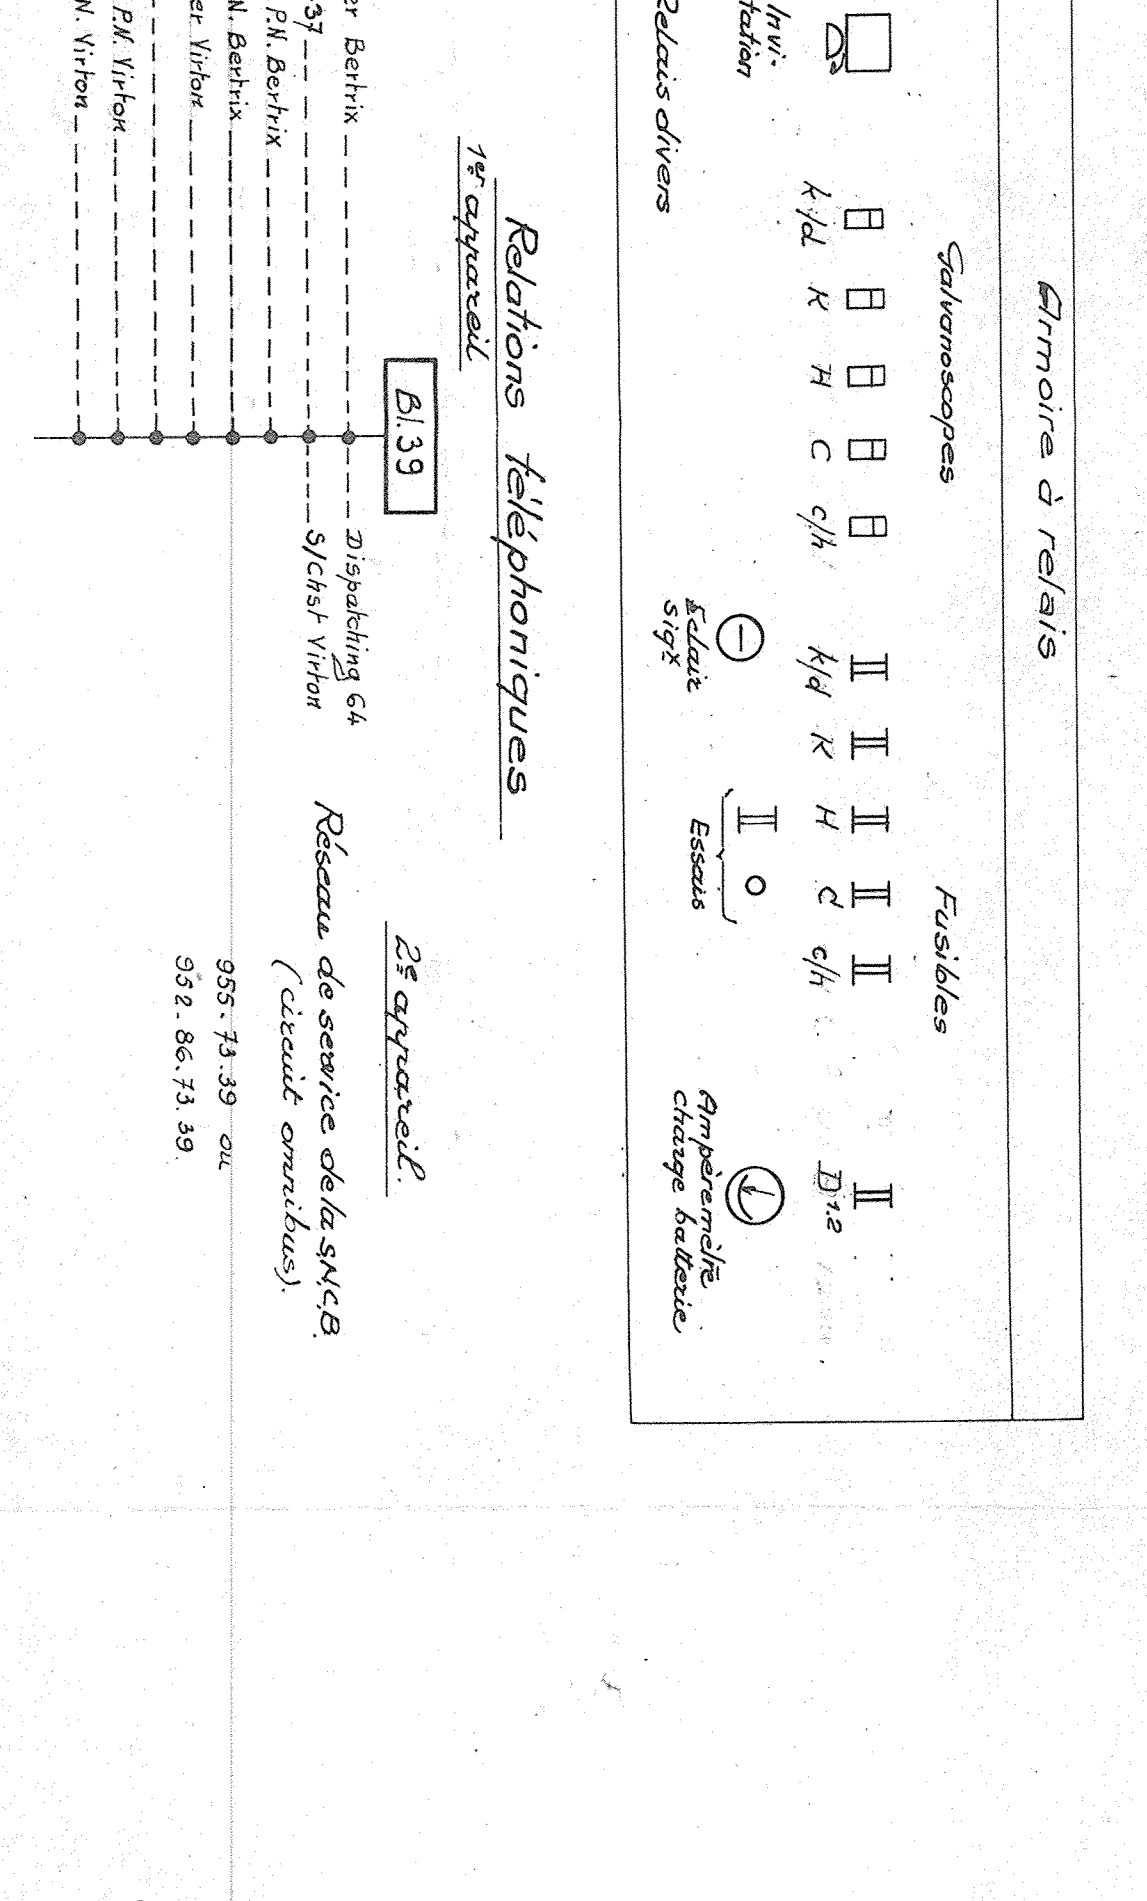 Armoire à relais
Galvanoscopes
Fusibles
k/d K H C c/h
k/d K H C c/h
D1.2
Invi-
tation
Eclair
sigx
Essais
Ampèremètre
charge batterie
Relais divers
Relations téléphoniques
1er appareil
2e appareil.
Bl.39
er Bertrix
Dispatching 64
37
S/Chst Virton
P.N. Bertrix
N. Bertrix
er Virton
P.N. Virton
N. Virton
Réseau de service de la S.N.C.B.
(circuit omnibus).
955.73.39 ou
952.86.73.39.